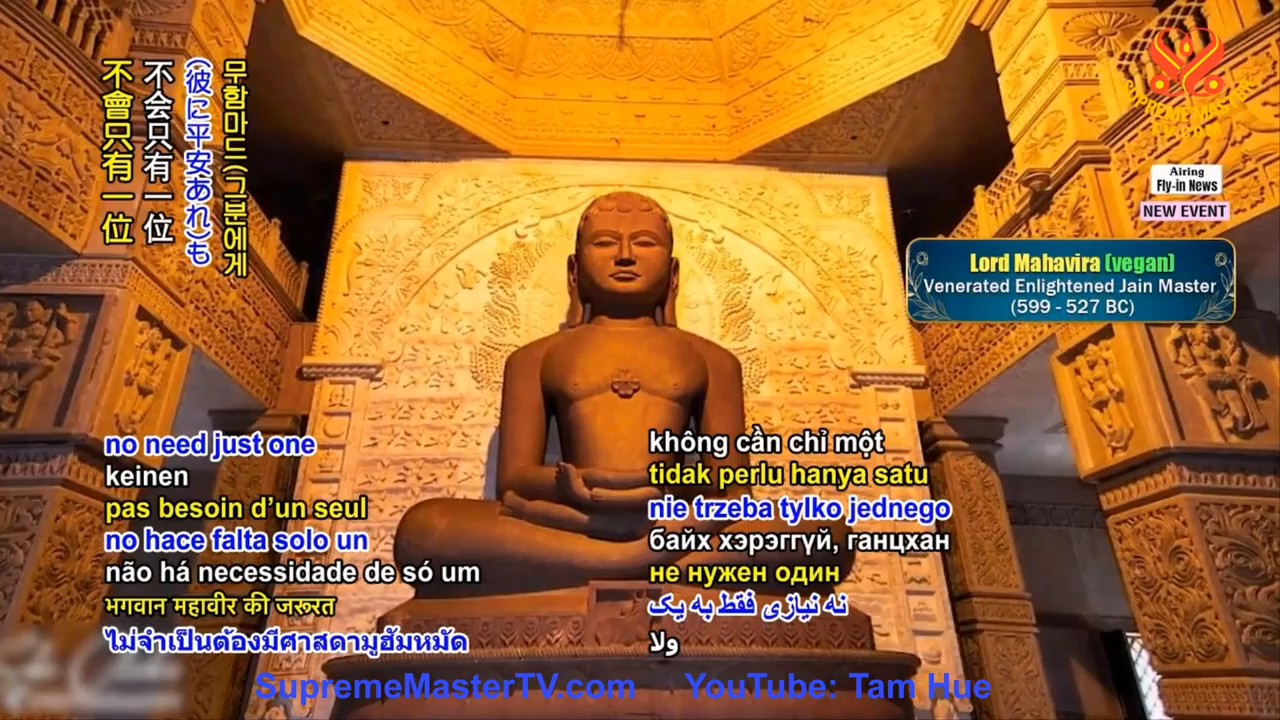 不會只有一位
不会只有一位
(彼に平安あれ)も
무함마드(그분에게
SUPREME MASTER
TV.COM
Airing
Fly-in News
NEW EVENT
Lord Mahavira (vegan)
Venerated Enlightened Jain Master
(599 - 527 BC)
no need just one
keinen
pas besoin d’un seul
no hace falta solo un
não há necessidade de só um
भगवान महावीर की जरूरत
ไม่จำเป็นต้องมีศาสดามูฮัมหมัด
không cần chỉ một
tidak perlu hanya satu
nie trzeba tylko jednego
байх хэрэггүй, ганцхан
не нужен один
نه نیازی فقط به یک
ولا
SupremeMasterTV.com YouTube: Tam Hue